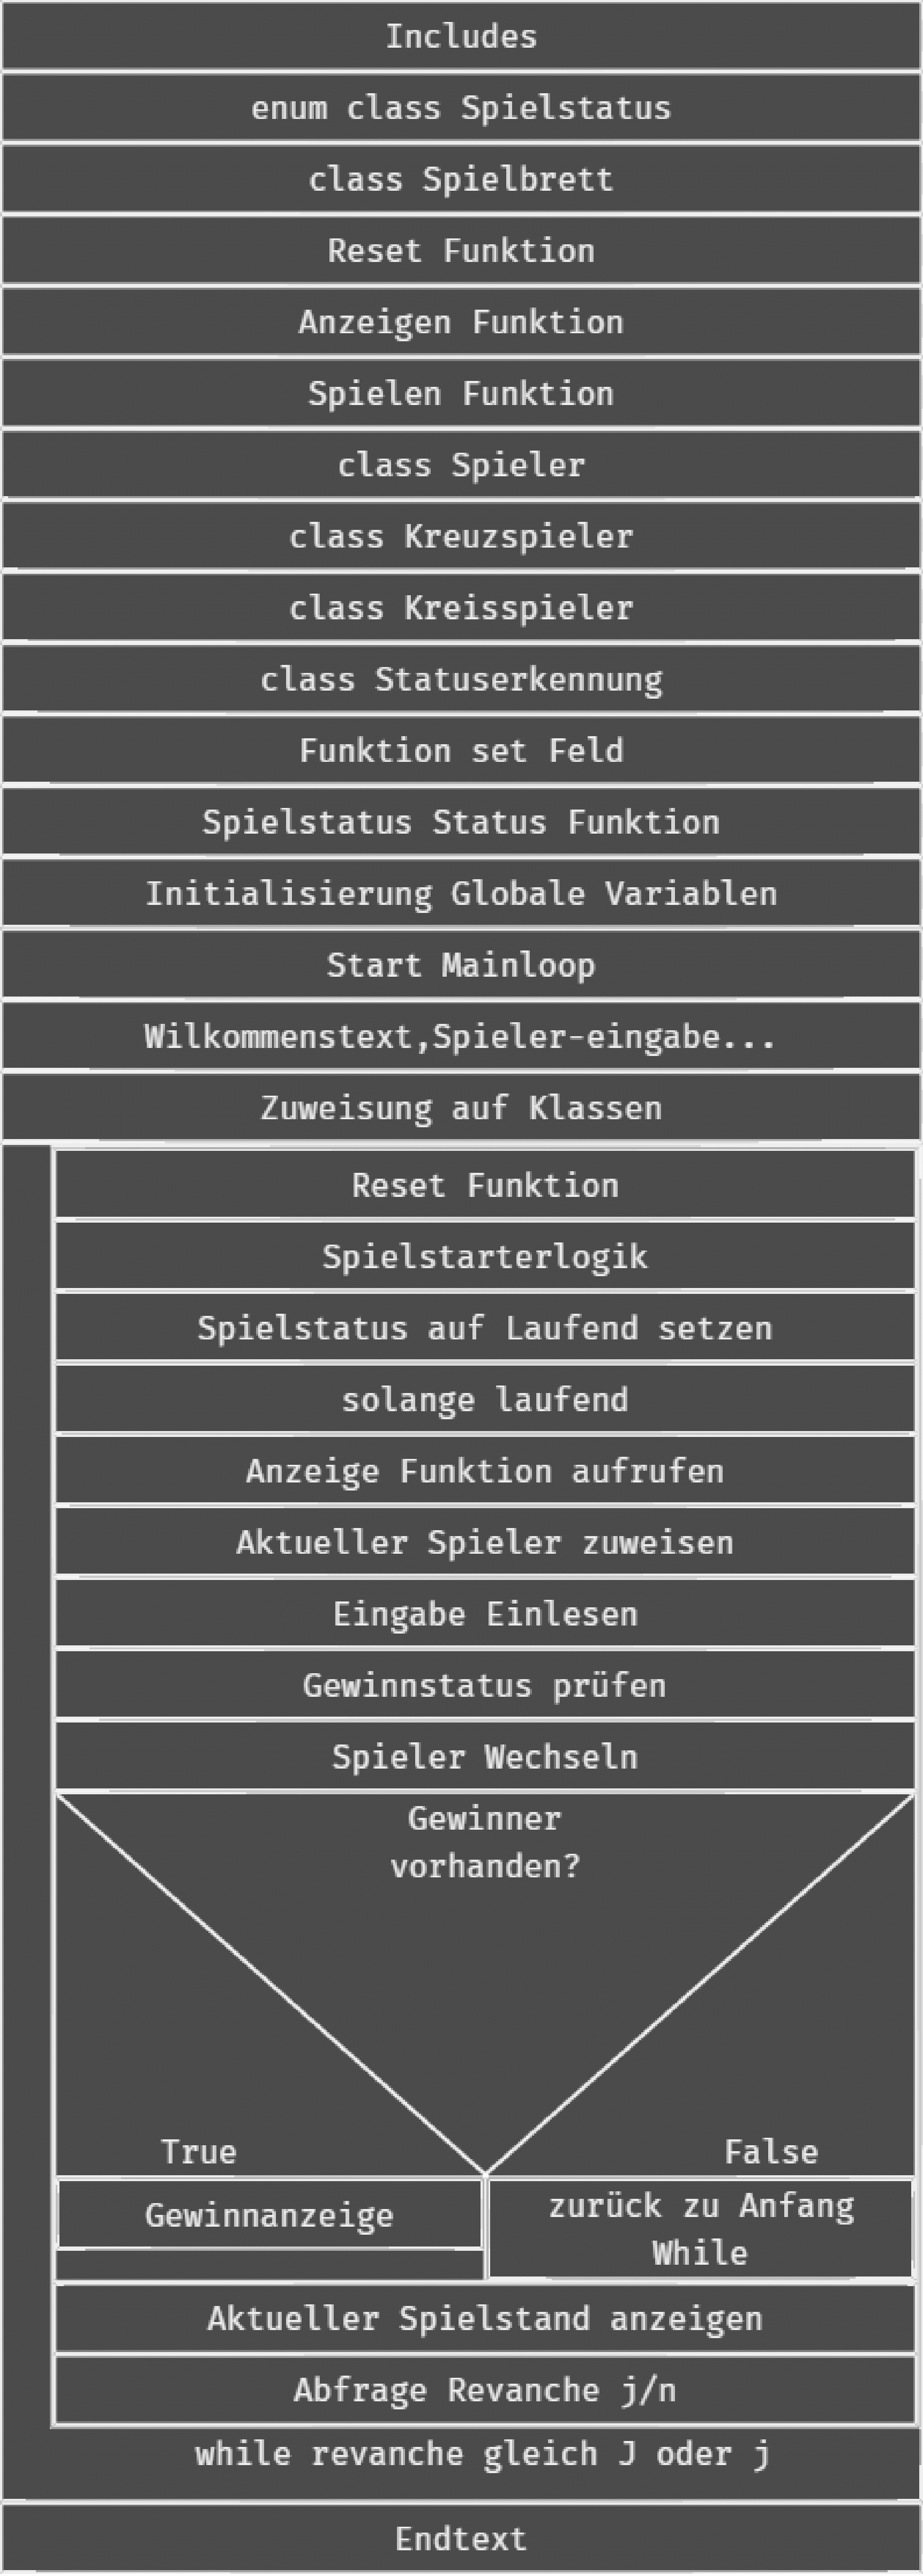 Includes
enum class Spielstatus
class Spielbrett
Reset Funktion
Anzeigen Funktion
Spielen Funktion
class Spieler
class Kreuzspieler
class Kreisspieler
class Statuserkennung
Funktion set Feld
Spielstatus Status Funktion
Initialisierung Globale Variablen
Start Mainloop
Wilkommenstext,Spieler-eingabe...
Zuweisung auf Klassen
Reset Funktion
Spielstarterlogik
Spielstatus auf Laufend setzen
solange laufend
Anzeige Funktion aufrufen
Aktueller Spieler zuweisen
Eingabe Einlesen
Gewinnstatus prüfen
Spieler Wechseln
Gewinner
vorhanden?
True
False
Gewinnanzeige
zurück zu Anfang
While
Aktueller Spielstand anzeigen
Abfrage Revanche j/n
while revanche gleich J oder j
Endtext